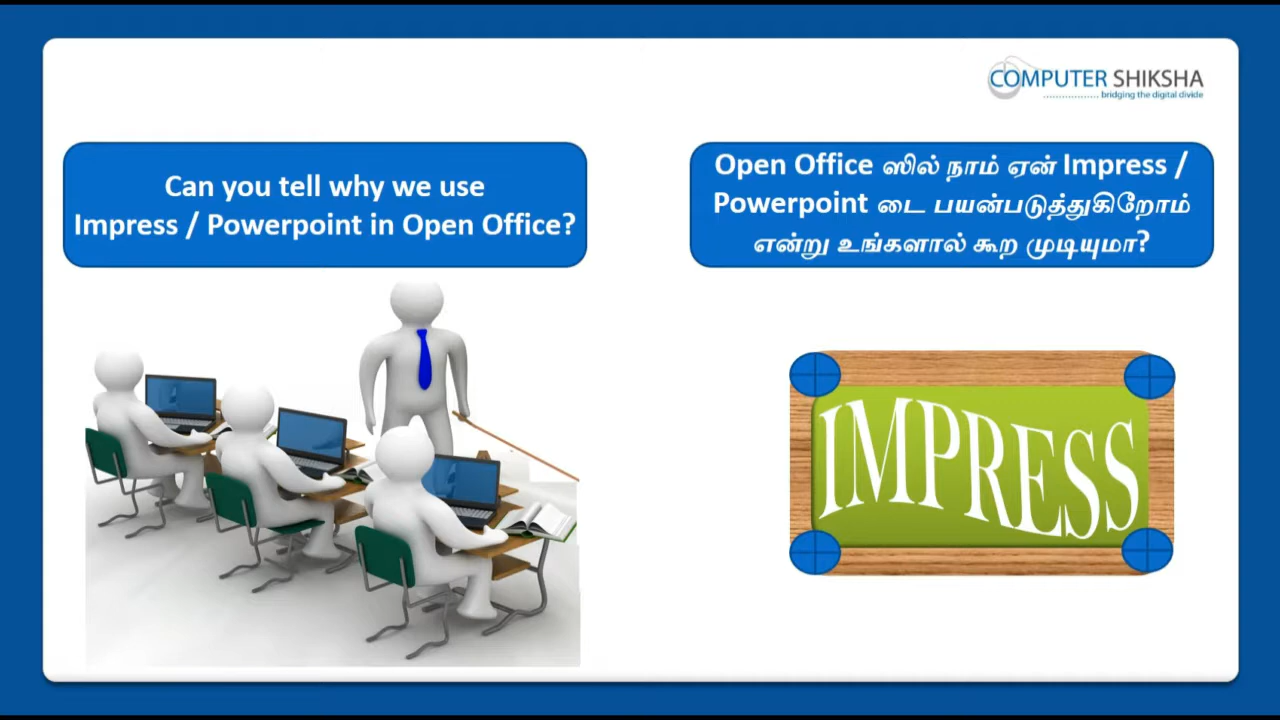 COMPUTER SHIKSHA
bridging the digital divide
Can you tell why we use
Impress / Powerpoint in Open Office?
Open Office ஸில் நாம் ஏன் Impress /
Powerpoint டை பயன்படுத்துகிறோம்
என்று உங்களால் கூற முடியுமா?
IMPRESS